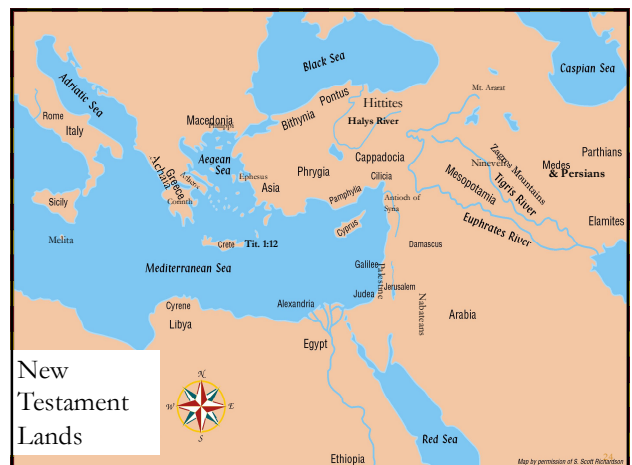 Black Sea
Caspian Sea
Adriatic Sea
Mt. Ararat
Pontus
Hittites
Rome
Macedonia
Bithynia
Halys River
Italy
Philippi
Parthians
Aegean
Sea
Cappadocia
Zagros Mountains
Nineveh
Medes
& Persians
Achaia
Greece
Athens
Ephesus
Phrygia
Cilicia
Mesopotamia
Tigris River
Asia
Sicily
Corinth
Pamphylia
Antioch of
Syria
Euphrates River
Elamites
Melita
Crete
Tit. 1:12
Cyprus
Damascus
Mediterranean Sea
Galilee
Palestine
Jerusalem
Judea
Cyrene
Alexandria
Nabateans
Arabia
Libya
Egypt
New
Testament
Lands
N
W
E
S
Red Sea
Ethiopia
24
Map by permission of S. Scott Richardson